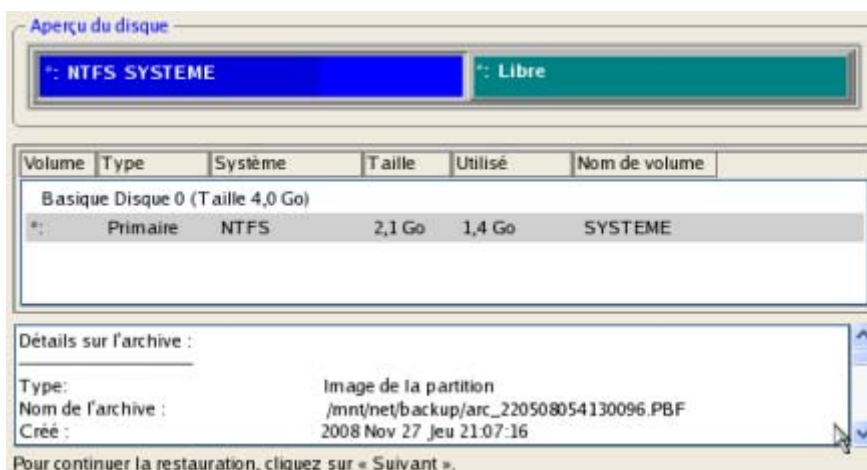 Aperçu du disque
*: NTFS SYSTEME *: Libre
Volume Type Système Taille Utilisé Nom de volume
Basique Disque 0 (Taille 4,0 Go)
*: Primaire NTFS 2,1 Go 1,4 Go SYSTEME
Détails sur l'archive :
Type: Image de la partition
Nom de l'archive : /mnt/net/backup/arc_220508054130096.PBF
Créé : 2008 Nov 27 Jeu 21:07:16
Pour continuer la restauration, cliquez sur « Suivant ».